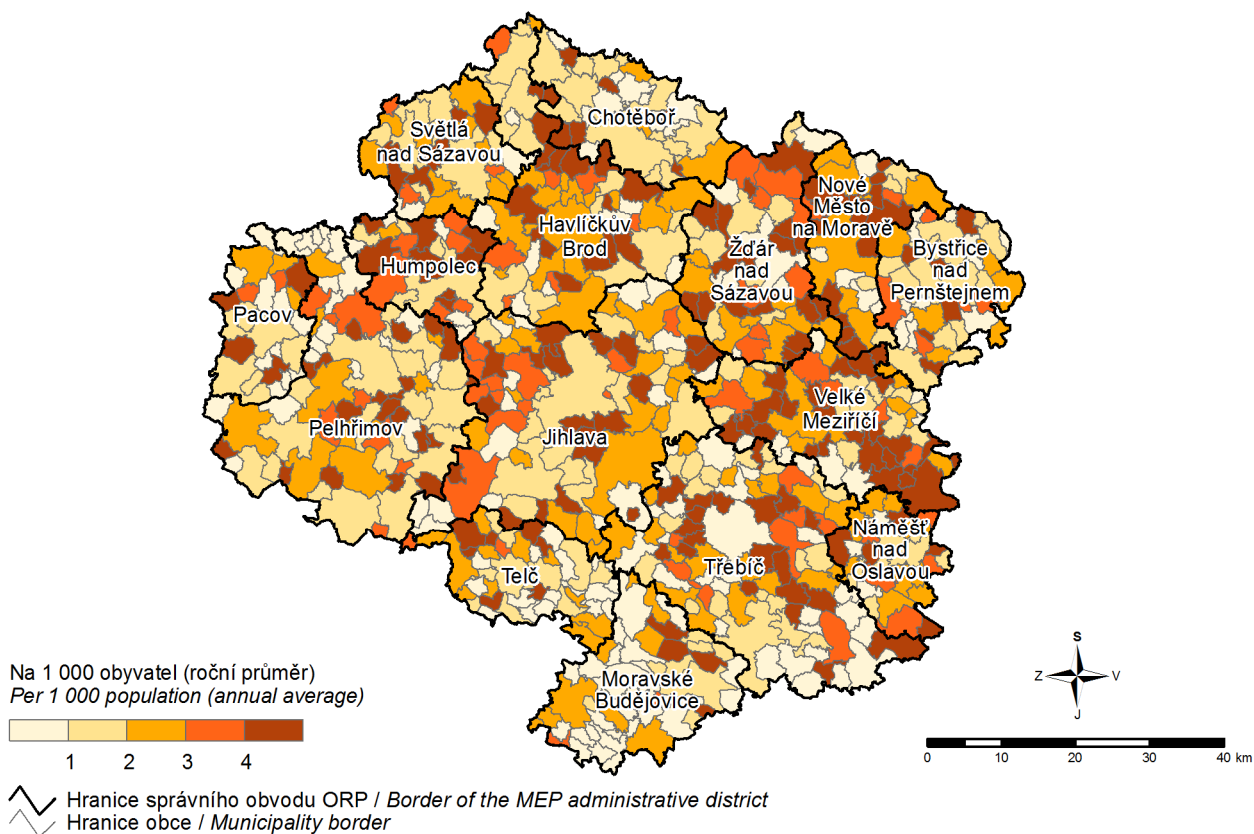 Chotěboř
Světlá
nad Sázavou
Nové
Město
na Moravě
Havlíčkův
Brod
Žďár
nad
Sázavou
Bystřice
nad
Pernštejnem
Humpolec
Pacov
Velké
Meziříčí
Pelhřimov
Jihlava
Náměšť
nad
Oslavou
Třebíč
Telč
Moravské
Budějovice
Na 1 000 obyvatel (roční průměr)
Per 1 000 population (annual average)
1 2 3 4
Hranice správního obvodu ORP / Border of the MEP administrative district
Hranice obce / Municipality border
S
Z V
J
0 10 20 30 40 km